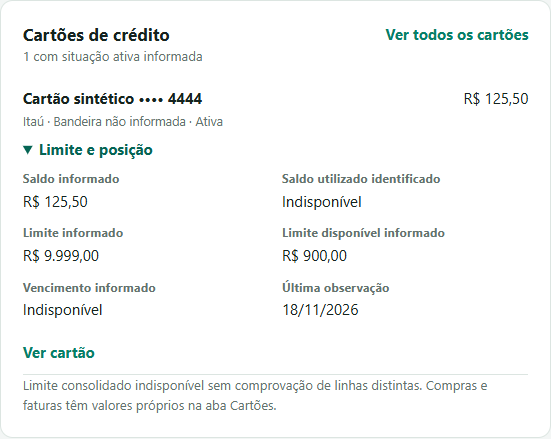 Cartões de crédito
Ver todos os cartões
1 com situação ativa informada
Cartão sintético •••• 4444
R$ 125,50
Itaú · Bandeira não informada · Ativa
▼ Limite e posição
Saldo informado
Saldo utilizado identificado
R$ 125,50
Indisponível
Limite informado
Limite disponível informado
R$ 9.999,00
R$ 900,00
Vencimento informado
Última observação
Indisponível
18/11/2026
Ver cartão
Limite consolidado indisponível sem comprovação de linhas distintas. Compras e
faturas têm valores próprios na aba Cartões.